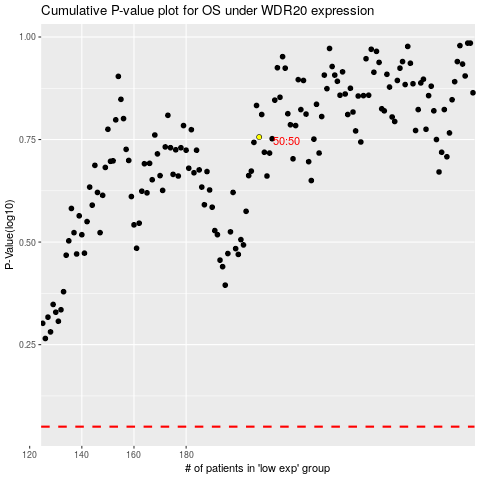 Cumulative P-value plot for OS under WDR20 expression
1.00
0.75
0.50
0.25
P-Value(log10)
50:50
120 140 160 180
# of patients in 'low exp' group